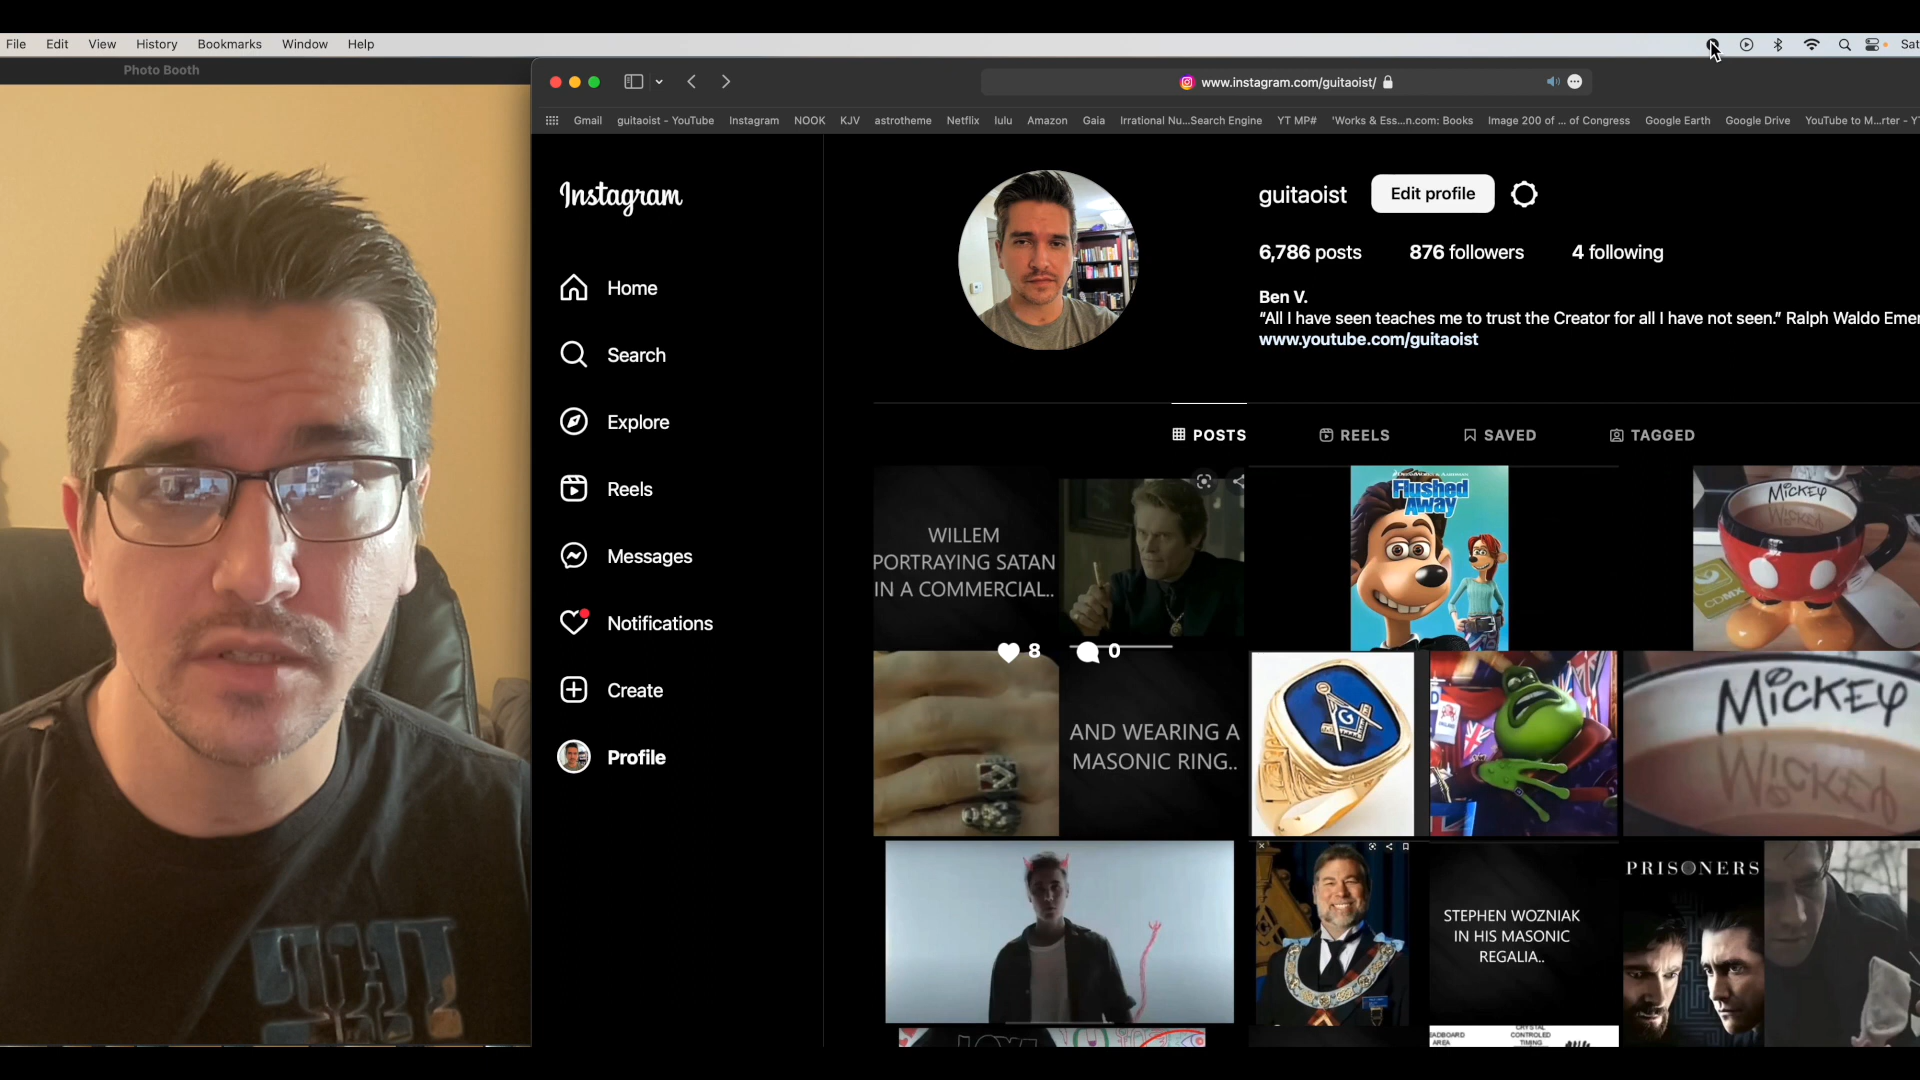 File Edit View History Bookmarks Window Help
Sat
Photo Booth
www.instagram.com/guitaoist/
Gmail guitaoist - YouTube Instagram NOOK KJV astrotheme Netflix lulu Amazon Gaia Irrational Nu...Search Engine YT MP# 'Works & Ess...n.com: Books Image 200 of ... of Congress Google Earth Google Drive YouTube to M...rter - Y
Instagram
Home
Search
Explore
Reels
Messages
Notifications
Create
Profile
guitaoist Edit profile
6,786 posts 876 followers 4 following
Ben V.
“All I have seen teaches me to trust the Creator for all I have not seen.” Ralph Waldo Emer
www.youtube.com/guitaoist
POSTS REELS SAVED TAGGED
WILLEM
PORTRAYING SATAN
IN A COMMERCIAL..
Flushed
Away
MICKEY
CDMX
8 0
AND WEARING A
MASONIC RING..
G
MICKEY
STEPHEN WOZNIAK
IN HIS MASONIC
REGALIA..
PRISONERS
EADBOARD
AREA
CRYSTAL
CONTROLED
TIMING